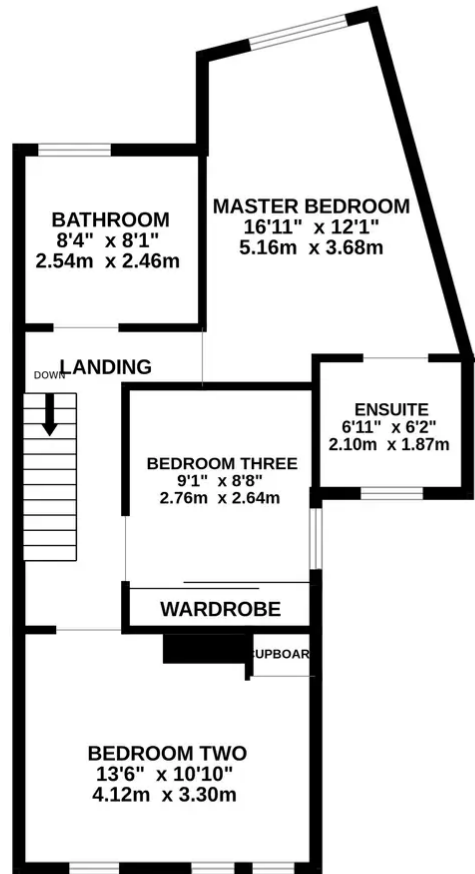 MASTER BEDROOM
16'11" x 12'1"
5.16m x 3.68m
BATHROOM
8'4" x 8'1"
2.54m x 2.46m
LANDING
DOWN
ENSUITE
6'11" x 6'2"
2.10m x 1.87m
BEDROOM THREE
9'1" x 8'8"
2.76m x 2.64m
WARDROBE
CUPBOAR
BEDROOM TWO
13'6" x 10'10"
4.12m x 3.30m